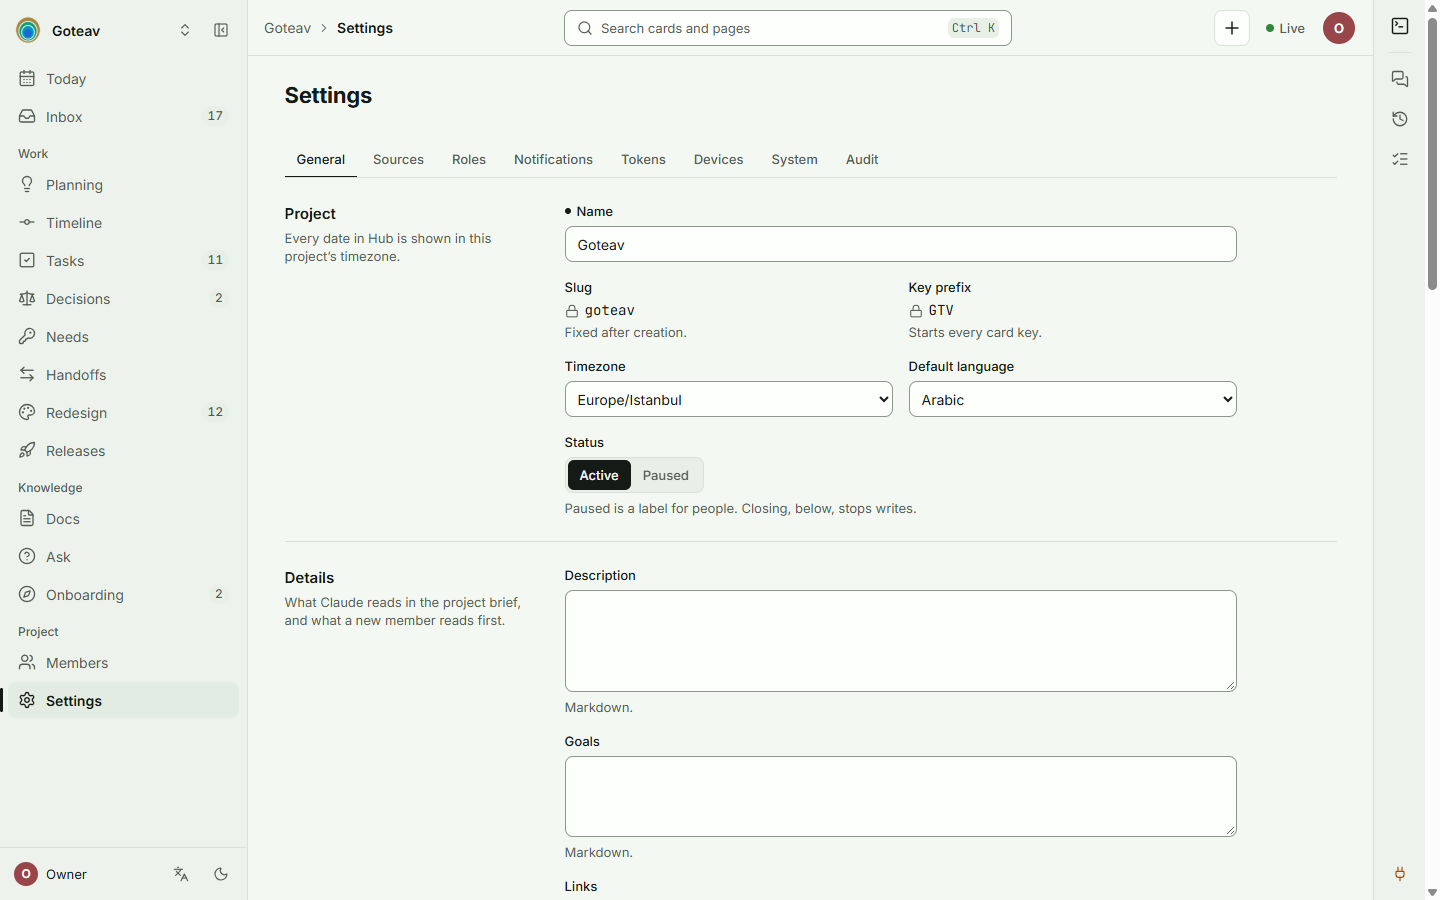 Goteav
Today
Inbox 17
Work
Planning
Timeline
Tasks 11
Decisions 2
Needs
Handoffs
Redesign 12
Releases
Knowledge
Docs
Ask
Onboarding 2
Project
Members
Settings
O Owner
Goteav > Settings
Search cards and pages Ctrl K
Live
O
Settings
General Sources Roles Notifications Tokens Devices System Audit
Project
Every date in Hub is shown in this
project's timezone.
Name
Goteav
Slug Key prefix
goteav GTV
Fixed after creation. Starts every card key.
Timezone Default language
Europe/Istanbul Arabic
Status
Active Paused
Paused is a label for people. Closing, below, stops writes.
Details
What Claude reads in the project brief,
and what a new member reads first.
Description
Markdown.
Goals
Markdown.
Links